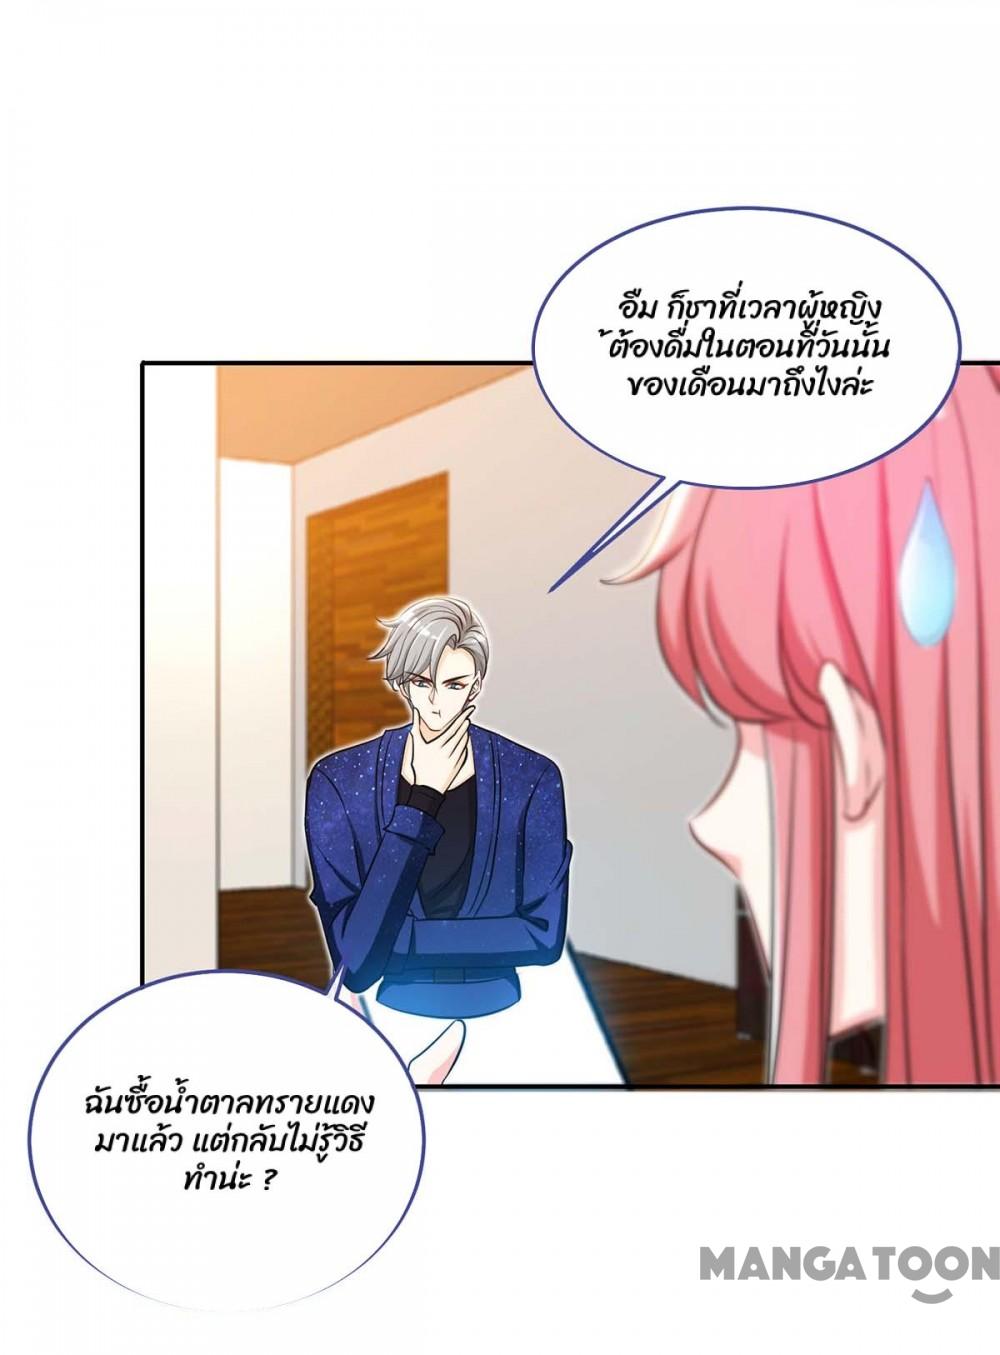 อืม ก็ชาที่เวลาผู้หญิง
ต้องดื่มในตอนที่วันนั้น
ของเดือนมาถึงไงล่ะ
ฉันซื้อน้ำตาลทรายแดง
มาแล้ว แต่กลับไม่รู้วิธี
ทำน่ะ ?
MANGATOON